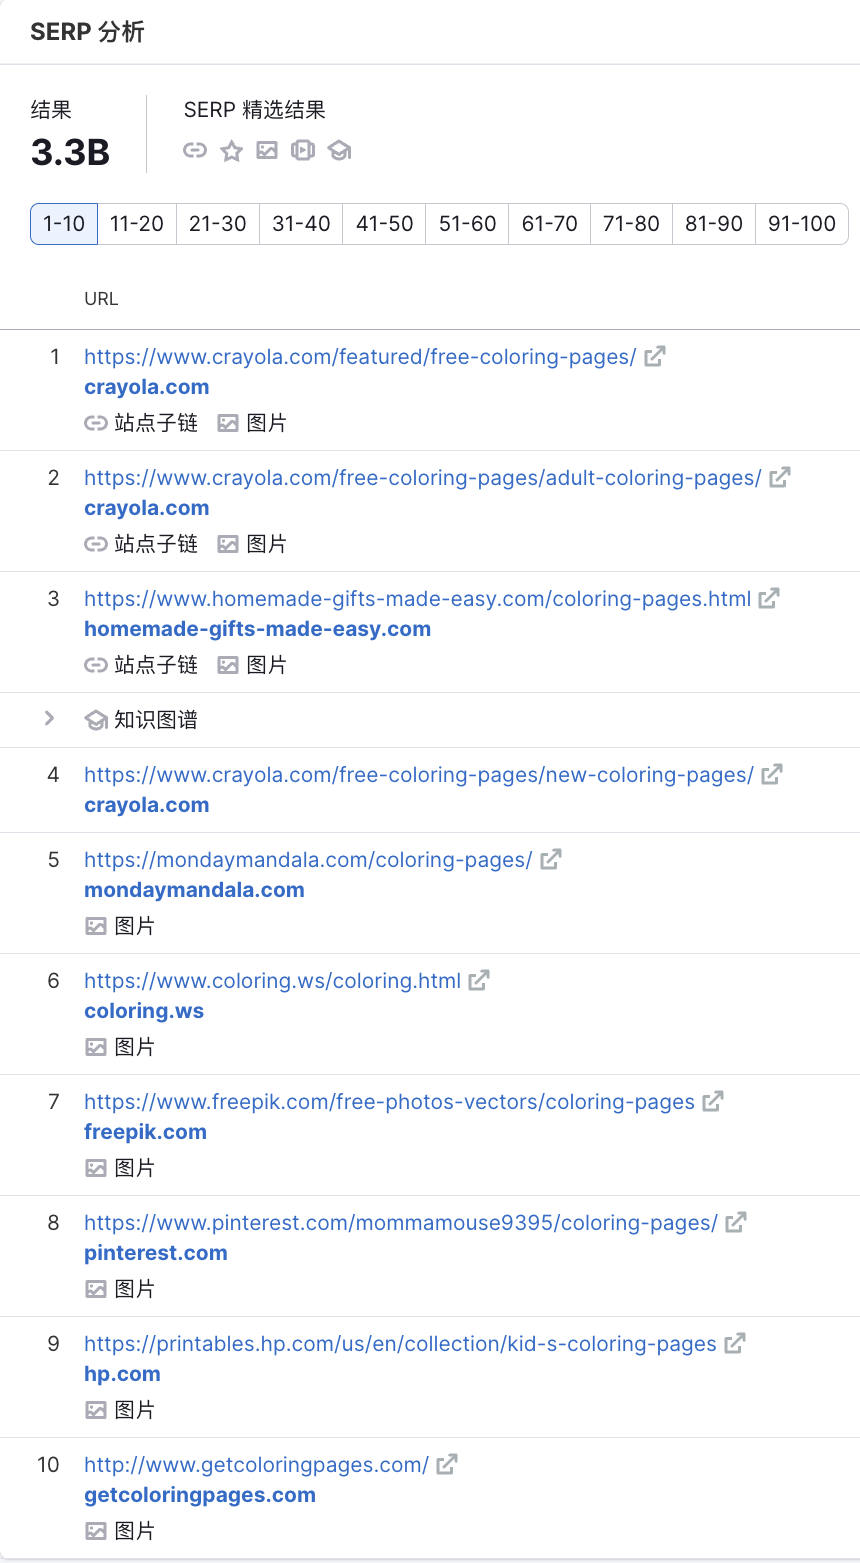 SERP 分析
结果
3.3B
SERP 精选结果
1-10 11-20 21-30 31-40 41-50 51-60 61-70 71-80 81-90 91-100
URL
1 https://www.crayola.com/featured/free-coloring-pages/
crayola.com
站点子链 图片
2 https://www.crayola.com/free-coloring-pages/adult-coloring-pages/
crayola.com
站点子链 图片
3 https://www.homemade-gifts-made-easy.com/coloring-pages.html
homemade-gifts-made-easy.com
站点子链 图片
知识图谱
4 https://www.crayola.com/free-coloring-pages/new-coloring-pages/
crayola.com
5 https://mondaymandala.com/coloring-pages/
mondaymandala.com
图片
6 https://www.coloring.ws/coloring.html
coloring.ws
图片
7 https://www.freepik.com/free-photos-vectors/coloring-pages
freepik.com
图片
8 https://www.pinterest.com/mommamouse9395/coloring-pages/
pinterest.com
图片
9 https://printables.hp.com/us/en/collection/kid-s-coloring-pages
hp.com
图片
10 http://www.getcoloringpages.com/
getcoloringpages.com
图片